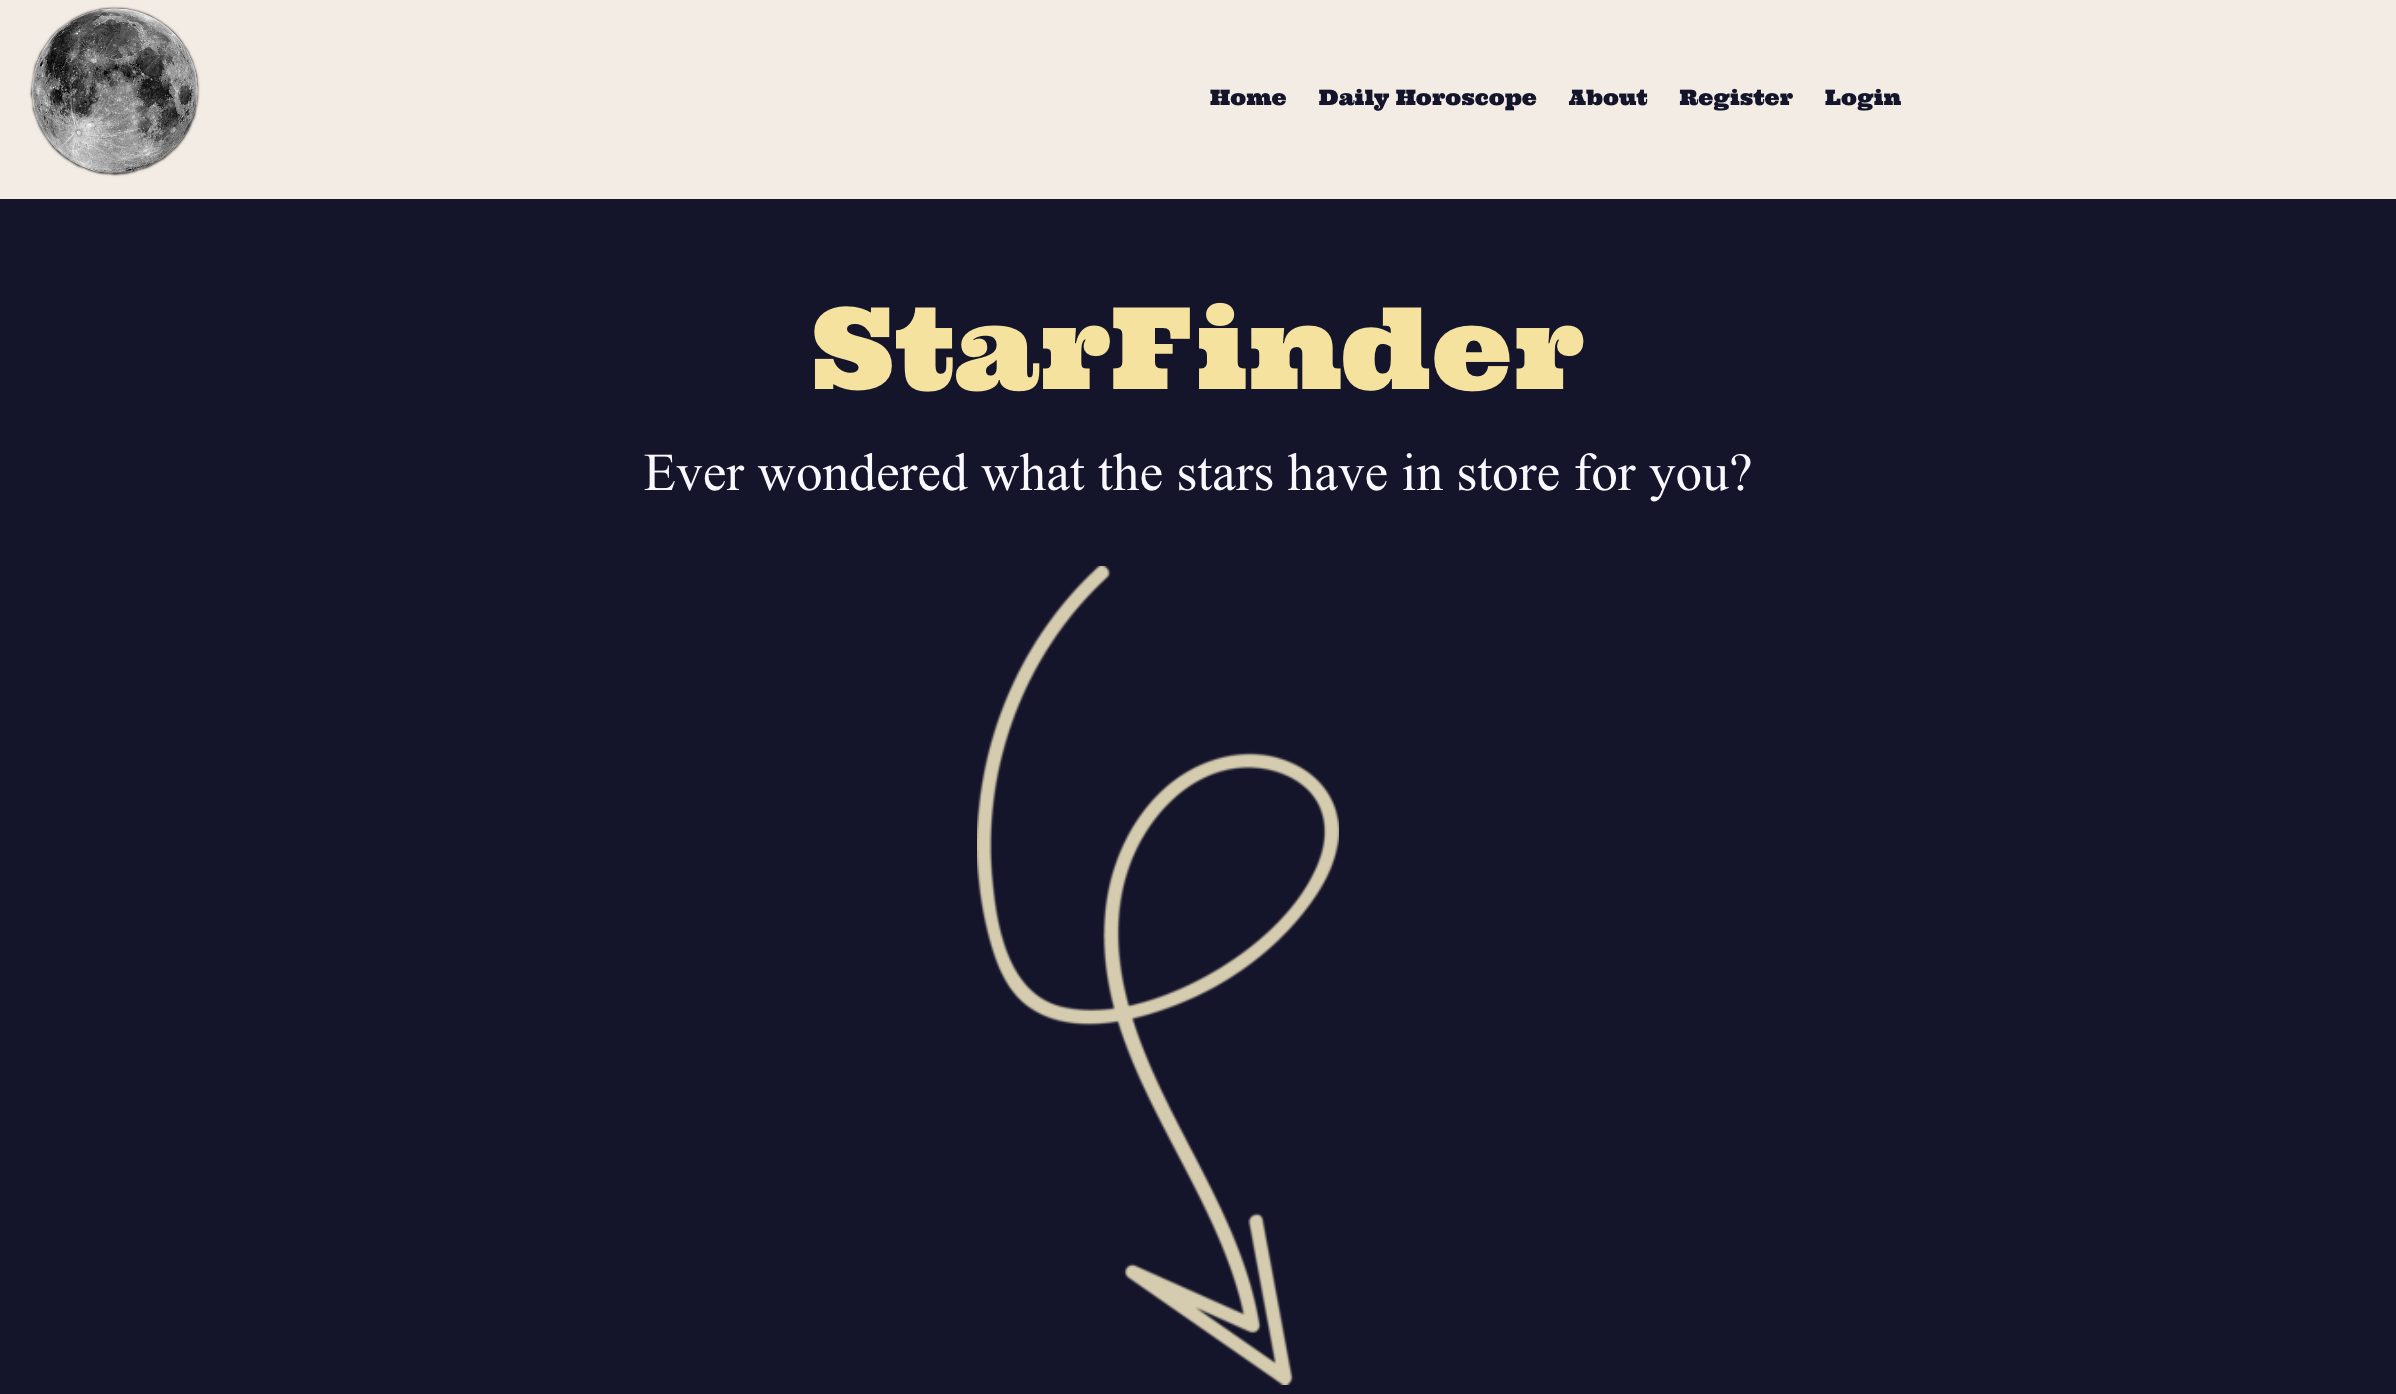 Home Daily Horoscope About Register Login
StarFinder
Ever wondered what the stars have in store for you?